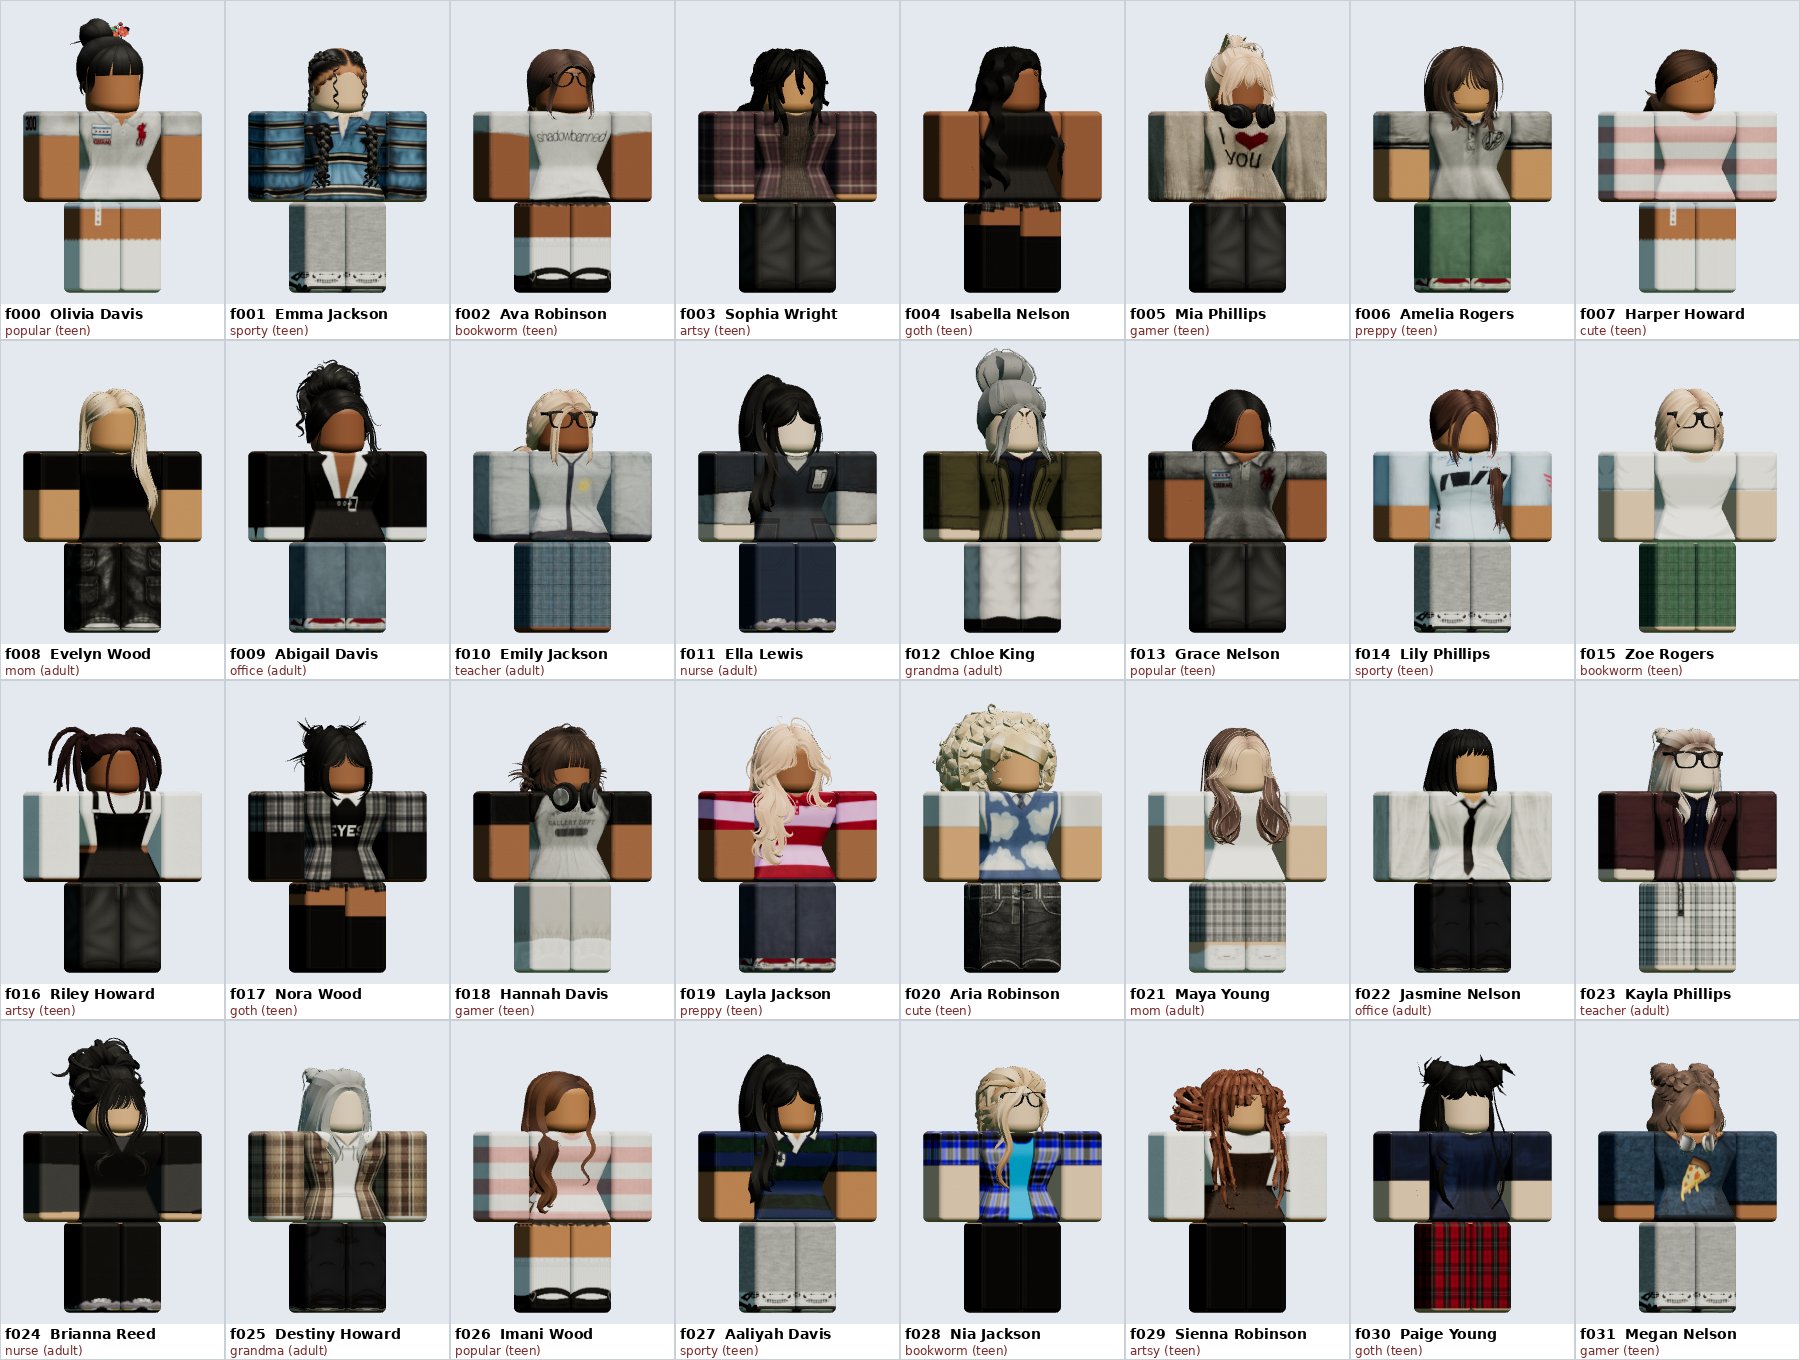 300
shadowbanned
I ❤ YOU
f000 Olivia Davis
popular (teen)
f001 Emma Jackson
sporty (teen)
f002 Ava Robinson
bookworm (teen)
f003 Sophia Wright
artsy (teen)
f004 Isabella Nelson
goth (teen)
f005 Mia Phillips
gamer (teen)
f006 Amelia Rogers
preppy (teen)
f007 Harper Howard
cute (teen)
f008 Evelyn Wood
mom (adult)
f009 Abigail Davis
office (adult)
f010 Emily Jackson
teacher (adult)
f011 Ella Lewis
nurse (adult)
f012 Chloe King
grandma (adult)
f013 Grace Nelson
popular (teen)
f014 Lily Phillips
sporty (teen)
f015 Zoe Rogers
bookworm (teen)
EYES
GALLERY DEPT
f016 Riley Howard
artsy (teen)
f017 Nora Wood
goth (teen)
f018 Hannah Davis
gamer (teen)
f019 Layla Jackson
preppy (teen)
f020 Aria Robinson
cute (teen)
f021 Maya Young
mom (adult)
f022 Jasmine Nelson
office (adult)
f023 Kayla Phillips
teacher (adult)
f024 Brianna Reed
nurse (adult)
f025 Destiny Howard
grandma (adult)
f026 Imani Wood
popular (teen)
f027 Aaliyah Davis
sporty (teen)
f028 Nia Jackson
bookworm (teen)
f029 Sienna Robinson
artsy (teen)
f030 Paige Young
goth (teen)
f031 Megan Nelson
gamer (teen)